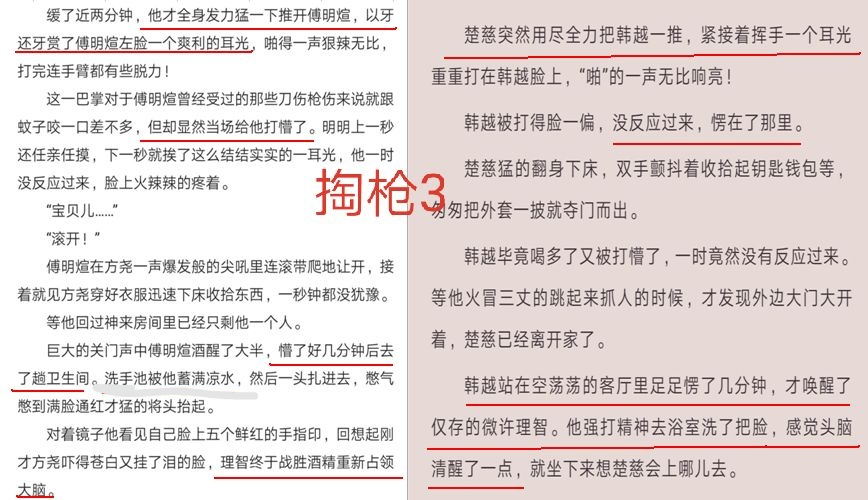 缓了近两分钟，他才全身发力猛一下推开傅明煊，以牙
还牙赏了傅明煊左脸一个爽利的耳光，啪得一声狠辣无比，
打完连手臂都有些脱力！
这一巴掌对于傅明煊曾经受过的那些刀伤枪伤来说就跟
蚊子咬一口差不多，但却显然当场给他打懵了。明明上一秒
还任亲任摸，下一秒就挨了这么结结实实的一耳光，他一时
没反应过来，脸上火辣辣的疼着。
“宝贝儿……”
“滚开！”
傅明煊在方尧一声爆发般的尖吼里连滚带爬地让开，接
着就见方尧穿好衣服迅速下床收拾东西，一秒钟都没犹豫。
等他回过神来房间里已经只剩他一个人。
巨大的关门声中傅明煊酒醒了大半，懵了好几分钟后去
了趟卫生间。洗手池被他蓄满凉水，然后一头扎进去，憋气
憋到满脸通红才猛的将头抬起。
对着镜子他看见自己脸上五个鲜红的手指印，回想起刚
才方尧吓得苍白又挂了泪的脸，理智终于战胜酒精重新占领
大脑。
掏枪3
楚慈突然用尽全力把韩越一推，紧接着挥手一个耳光
重重打在韩越脸上，“啪”的一声无比响亮！
韩越被打得脸一偏，没反应过来，愣在了那里。
楚慈猛的翻身下床，双手颤抖着收拾起钥匙钱包等，
匆匆把外套一披就夺门而出。
韩越毕竟喝多了又被打懵了，一时竟然没有反应过来。
等他火冒三丈的跳起来抓人的时候，才发现外边大门大开
着，楚慈已经离开家了。
韩越站在空荡荡的客厅里足足愣了几分钟，才唤醒了
仅存的微许理智。他强打精神去浴室洗了把脸，感觉头脑
清醒了一点，就坐下来想楚慈会上哪儿去。